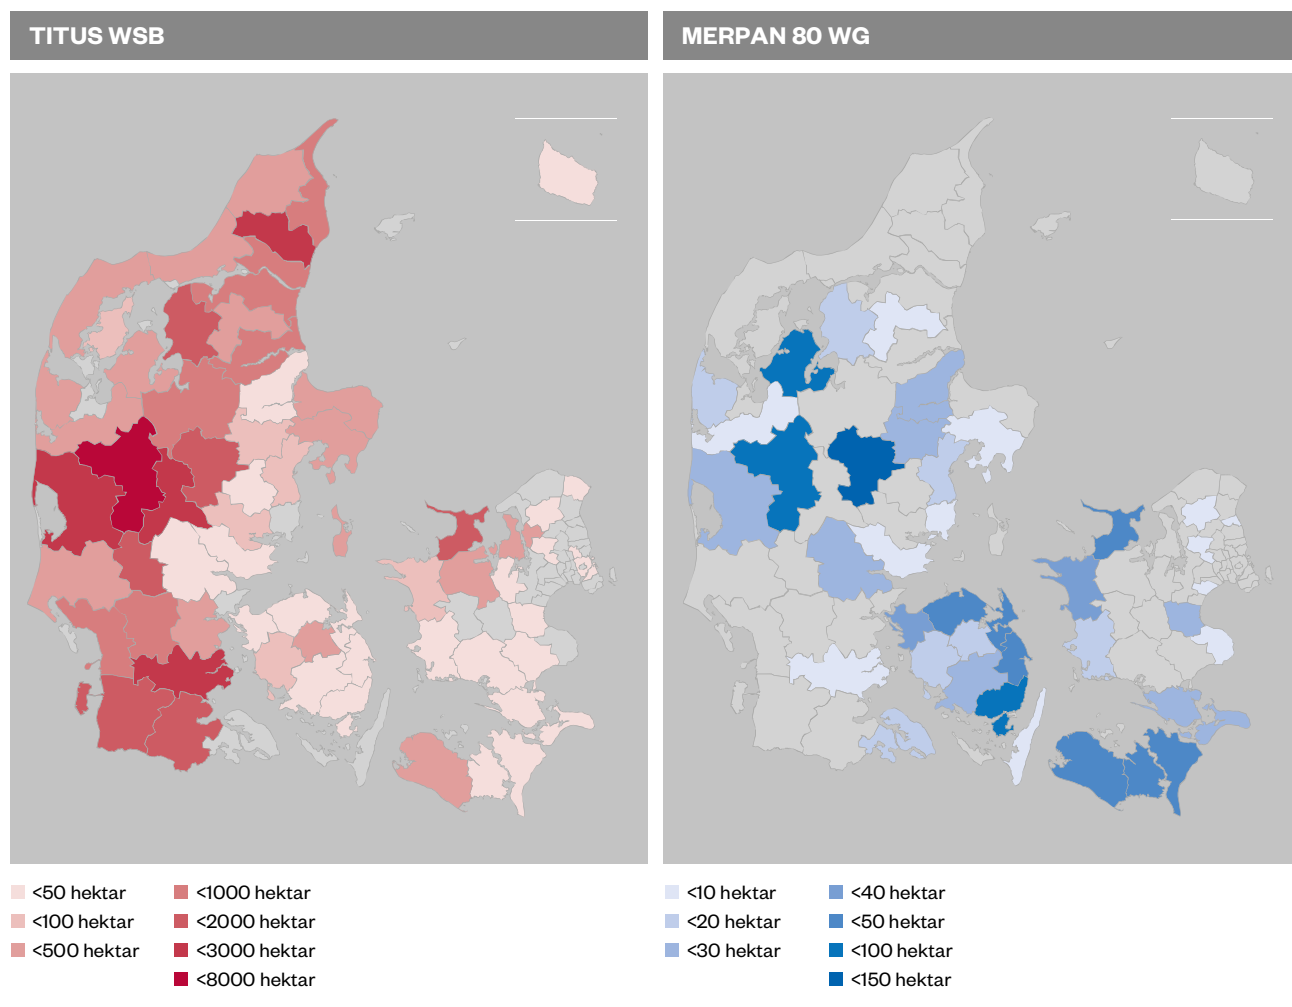 TITUS WSB
MERPAN 80 WG
<50 hektar
<100 hektar
<500 hektar
<1000 hektar
<2000 hektar
<3000 hektar
<8000 hektar
<10 hektar
<20 hektar
<30 hektar
<40 hektar
<50 hektar
<100 hektar
<150 hektar